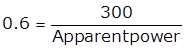 0.6 = 300 / Apparentpower